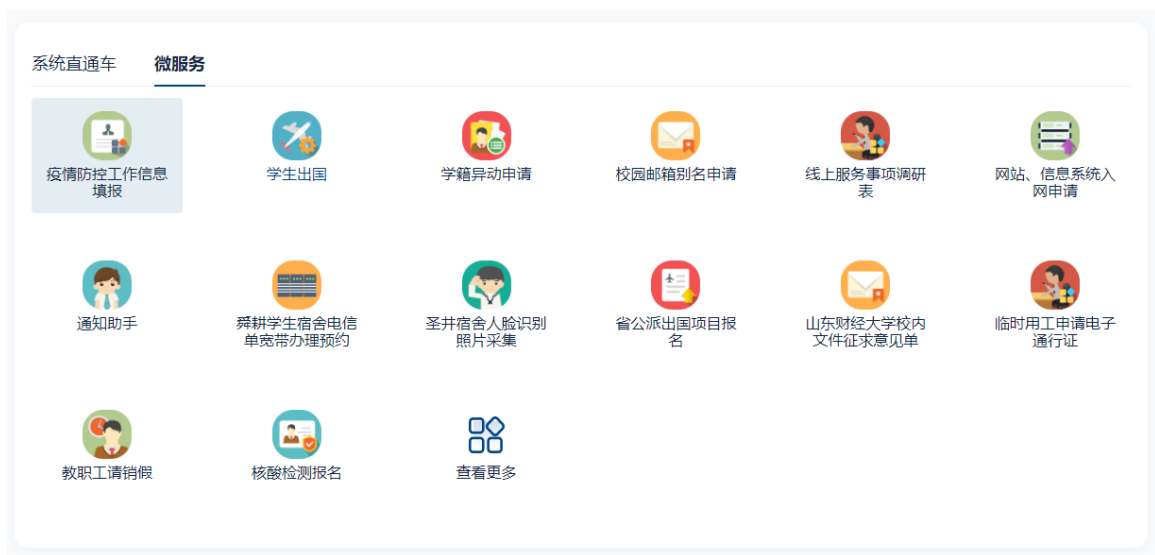 系统直通车 微服务
疫情防控工作信息
填报
学生出国
学籍异动申请
校园邮箱别名申请
线上服务事项调研
表
网站、信息系统入
网申请
通知助手
舜耕学生宿舍电信
单宽带办理预约
圣井宿舍人脸识别
照片采集
省公派出国项目报
名
山东财经大学校内
文件征求意见单
临时用工申请电子
通行证
教职工请销假
核酸检测报名
查看更多